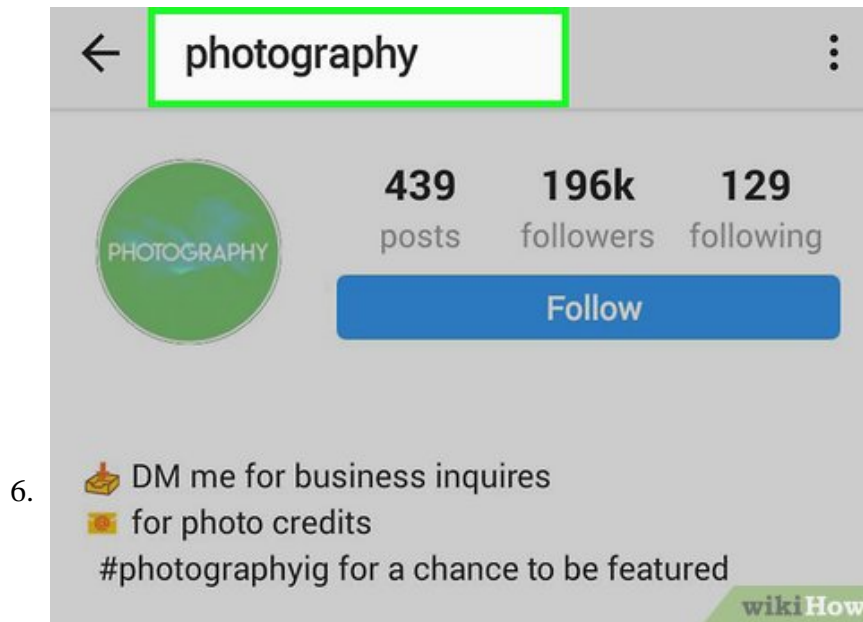 photography
PHOTOGRAPHY
439 196k 129
posts followers following
Follow
6.
DM me for business inquires
for photo credits
#photographyig for a chance to be featured
wikiHow